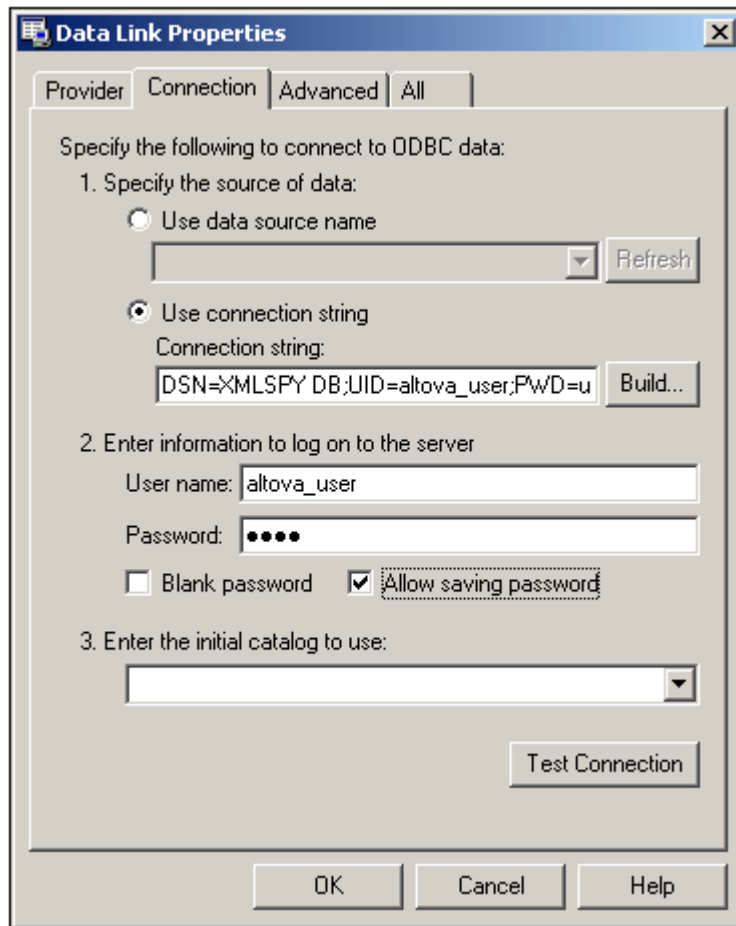 Data Link Properties
Provider Connection Advanced All
Specify the following to connect to ODBC data:
1. Specify the source of data:
Use data source name
Refresh
Use connection string
Connection string:
DSN=XMLSPY DB;UID=altova_user;PWD=u Build...
2. Enter information to log on to the server
User name: altova_user
Password: ●●●●
Blank password Allow saving password
3. Enter the initial catalog to use:
Test Connection
OK Cancel Help